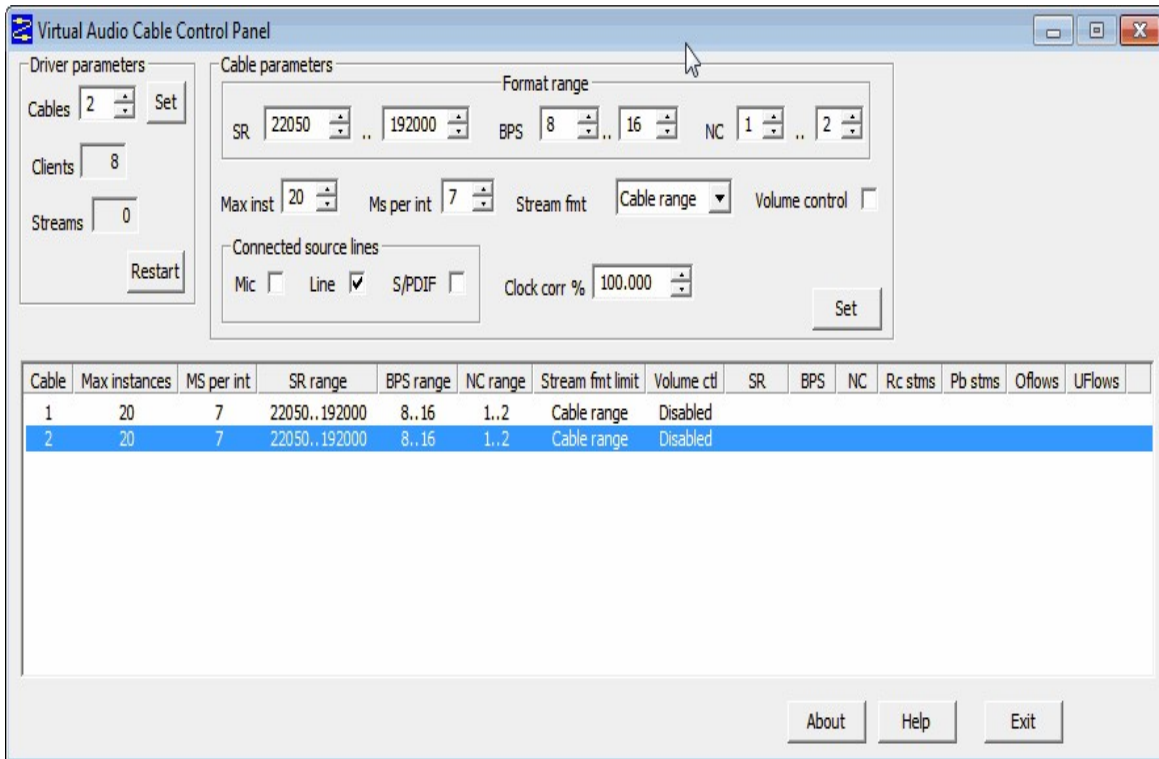 Virtual Audio Cable Control Panel
Driver parameters
Cables 2 Set
Clients 8
Streams 0
Restart
Cable parameters
Format range
SR 22050 .. 192000 BPS 8 .. 16 NC 1 .. 2
Max inst 20 Ms per int 7 Stream fmt Cable range Volume control
Connected source lines
Mic Line S/PDIF Clock corr % 100.000
Set
Cable Max instances MS per int SR range BPS range NC range Stream fmt limit Volume ctl SR BPS NC Rc stms Pb stms Oflows UFlows
1 20 7 22050..192000 8..16 1..2 Cable range Disabled
2 20 7 22050..192000 8..16 1..2 Cable range Disabled
About Help Exit